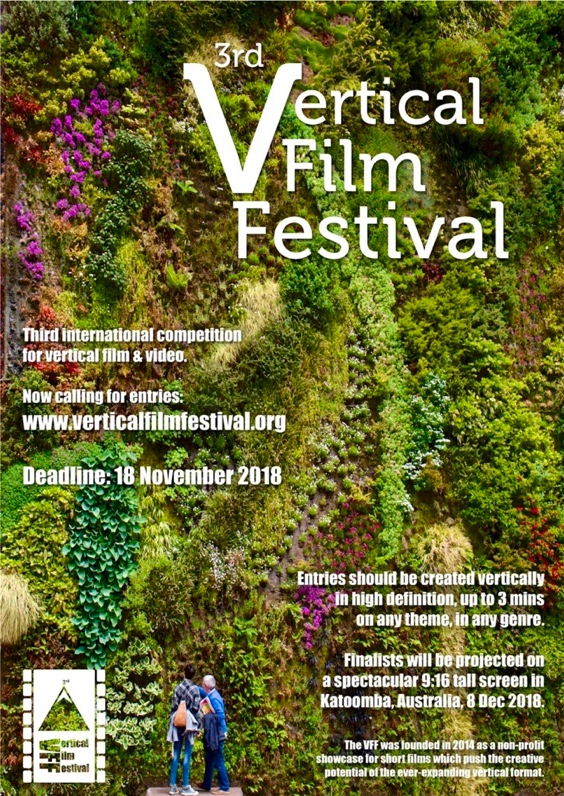 3rd
Vertical
Film
Festival
Third international competition
for vertical film & video.
Now calling for entries:
www.verticalfilmfestival.org
Deadline: 18 November 2018
Entries should be created vertically
in high definition, up to 3 mins
on any theme, in any genre.
Finalists will be projected on
a spectacular 9:16 tall screen in
Katoomba, Australia, 8 Dec 2018.
The VFF was founded in 2014 as a non-profit
showcase for short films which push the creative
potential of the ever-expanding vertical format.
3rd
Vertical
Film
Festival